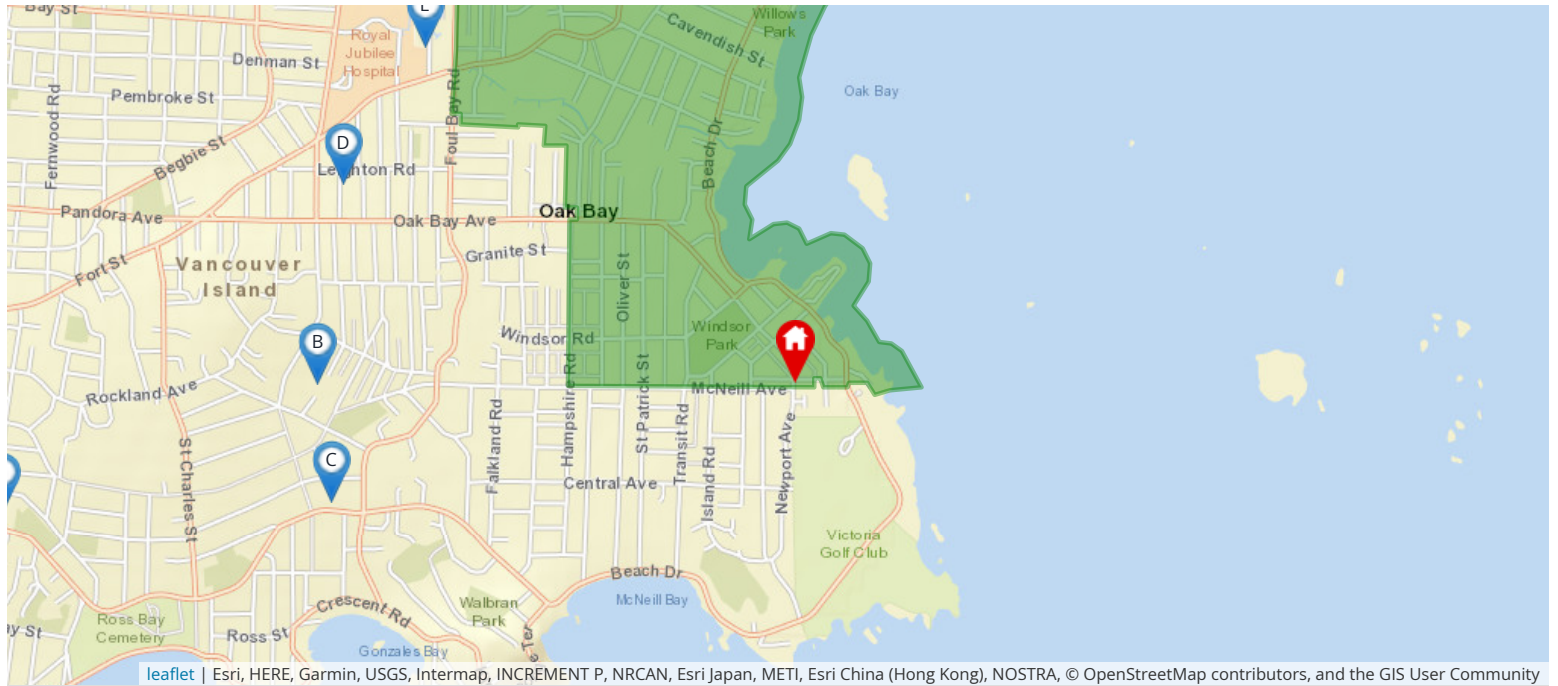 Bay St
E
Willows
Park
Cavendish St
Royal
Jubilee
Hospital
Denman St
Oak Bay
Pembroke St
Fernwood Rd
Foul Bay Rd
Beach Dr
D
Begbie St
Leighton Rd
Pandora Ave
Oak Bay Ave
Oak Bay
Granite St
Fort St
Vancouver
Island
Oliver St
Windsor Rd
Windsor
Park
B
Rockland Ave
McNeill Ave
Hampshire Rd
St Patrick St
Transit Rd
Newport Ave
Falkland Rd
St Charles St
C
Central Ave
Island Rd
Victoria
Golf Club
Beach Dr
McNeill Bay
Walbran
Park
Crescent Rd
Ross Bay
Cemetery
Ross St
ay St
Gonzales Bay
e Ter
leaflet | Esri, HERE, Garmin, USGS, Intermap, INCREMENT P, NRCAN, Esri Japan, METI, Esri China (Hong Kong), NOSTRA, © OpenStreetMap contributors, and the GIS User Community